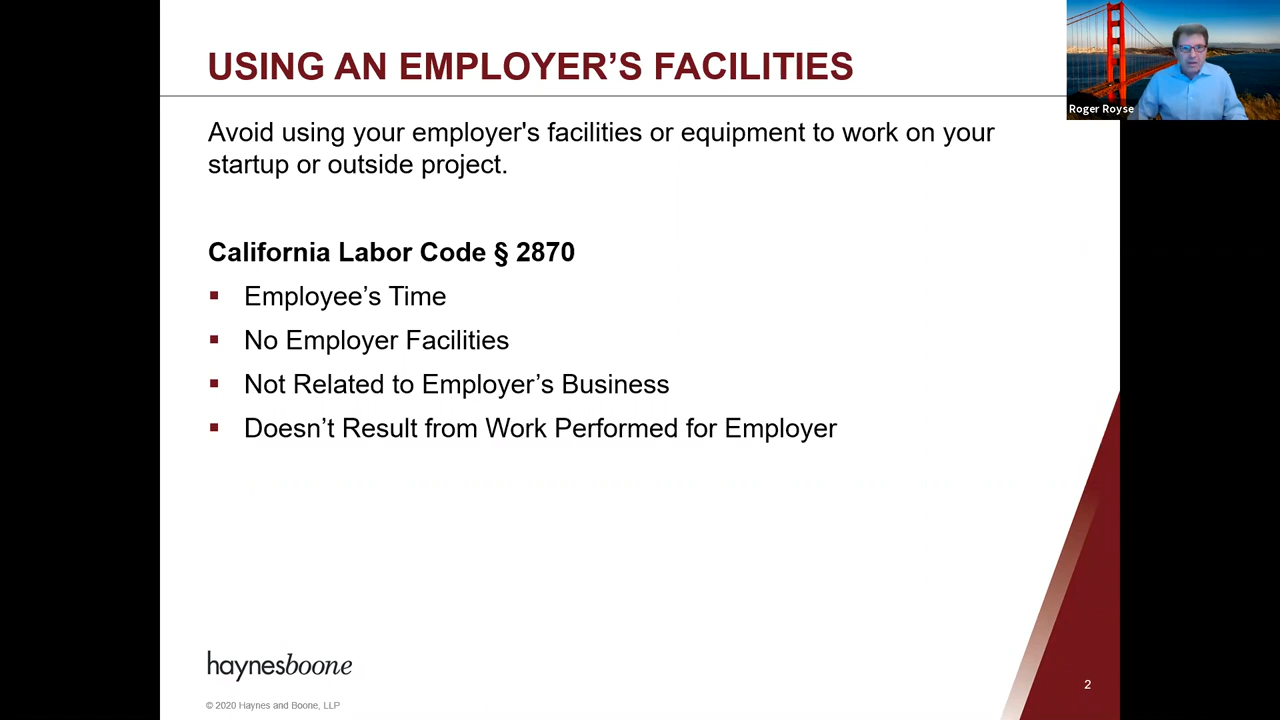 USING AN EMPLOYER’S FACILITIES
Roger Royse
Avoid using your employer's facilities or equipment to work on your
startup or outside project.
California Labor Code § 2870
▪ Employee’s Time
▪ No Employer Facilities
▪ Not Related to Employer’s Business
▪ Doesn’t Result from Work Performed for Employer
haynesboone
© 2020 Haynes and Boone, LLP
2